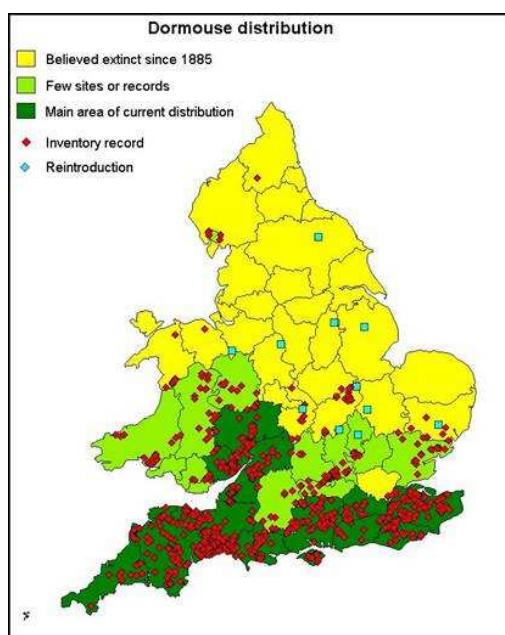 Dormouse distribution
Believed extinct since 1885
Few sites or records
Main area of current distribution
Inventory record
Reintroduction